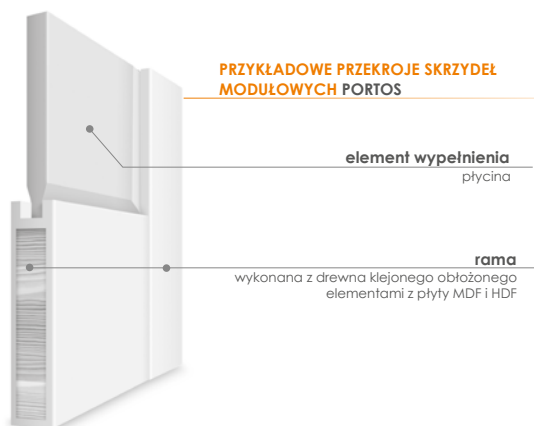 PRZYKŁADOWE PRZEKROJE SKRZYDEŁ
MODUŁOWYCH PORTOS
element wypełnienia
płycina
rama
wykonana z drewna klejonego obłożonego
elementami z płyty MDF i HDF